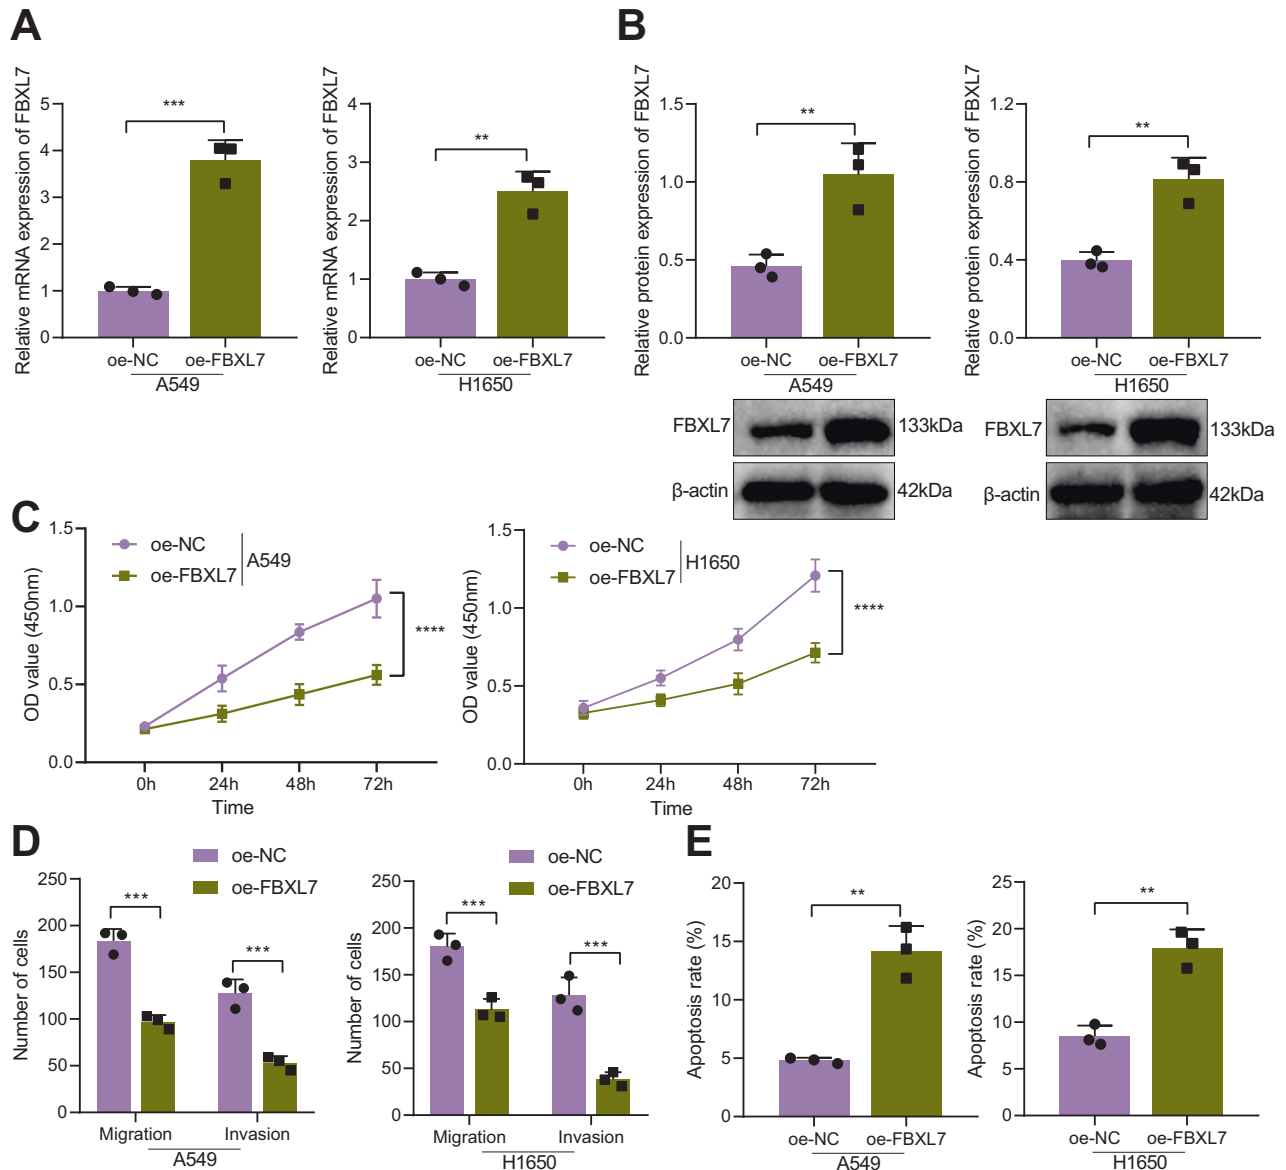 A
Relative mRNA expression of FBXL7
5
4
3
2
1
0
***
oe-NC oe-FBXL7
A549
Relative mRNA expression of FBXL7
4
3
2
1
0
**
oe-NC oe-FBXL7
H1650
B
Relative protein expression of FBXL7
1.5
1.0
0.5
0.0
**
oe-NC oe-FBXL7
A549
FBXL7 133kDa
β-actin 42kDa
Relative protein expression of FBXL7
1.2
0.8
0.4
0.0
**
oe-NC oe-FBXL7
H1650
FBXL7 133kDa
β-actin 42kDa
C
OD value (450nm)
1.5
1.0
0.5
0.0
oe-NC
oe-FBXL7
A549
****
0h 24h 48h 72h
Time
OD value (450nm)
1.5
1.0
0.5
0.0
oe-NC
oe-FBXL7
H1650
****
0h 24h 48h 72h
Time
D
oe-NC
oe-FBXL7
Number of cells
250
200
150
100
50
0
***
***
Migration Invasion
A549
oe-NC
oe-FBXL7
Number of cells
250
200
150
100
50
0
***
***
Migration Invasion
H1650
E
Apoptosis rate (%)
20
15
10
5
0
**
oe-NC oe-FBXL7
A549
Apoptosis rate (%)
25
20
15
10
5
0
**
oe-NC oe-FBXL7
H1650